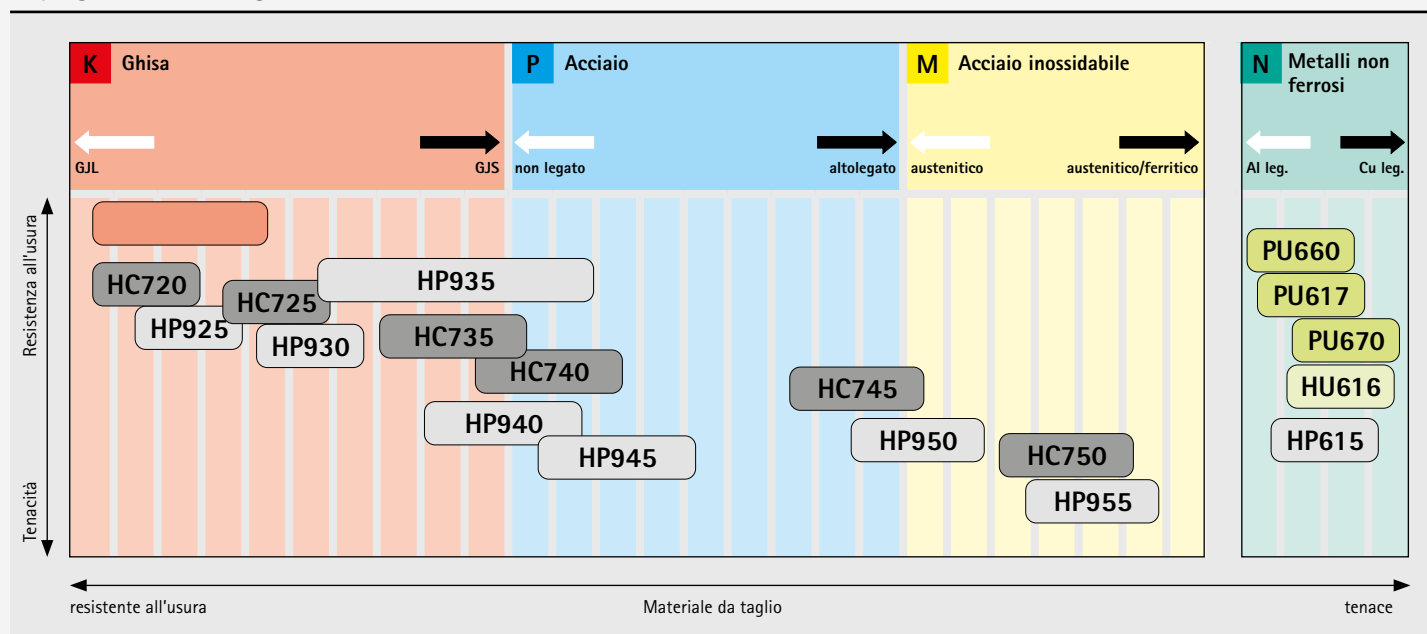 K Ghisa
P Acciaio
M Acciaio inossidabile
N Metalli non
ferrosi
GJL
GJS
non legato
altolegato
austenitico
austenitico/ferritico
Al leg.
Cu leg.
Resistenza all'usura
Tenacità
HC720
HP925
HC725
HP930
HP935
HC735
HC740
HP940
HP945
HC745
HP950
HC750
HP955
PU660
PU617
PU670
HU616
HP615
resistente all'usura
Materiale da taglio
tenace